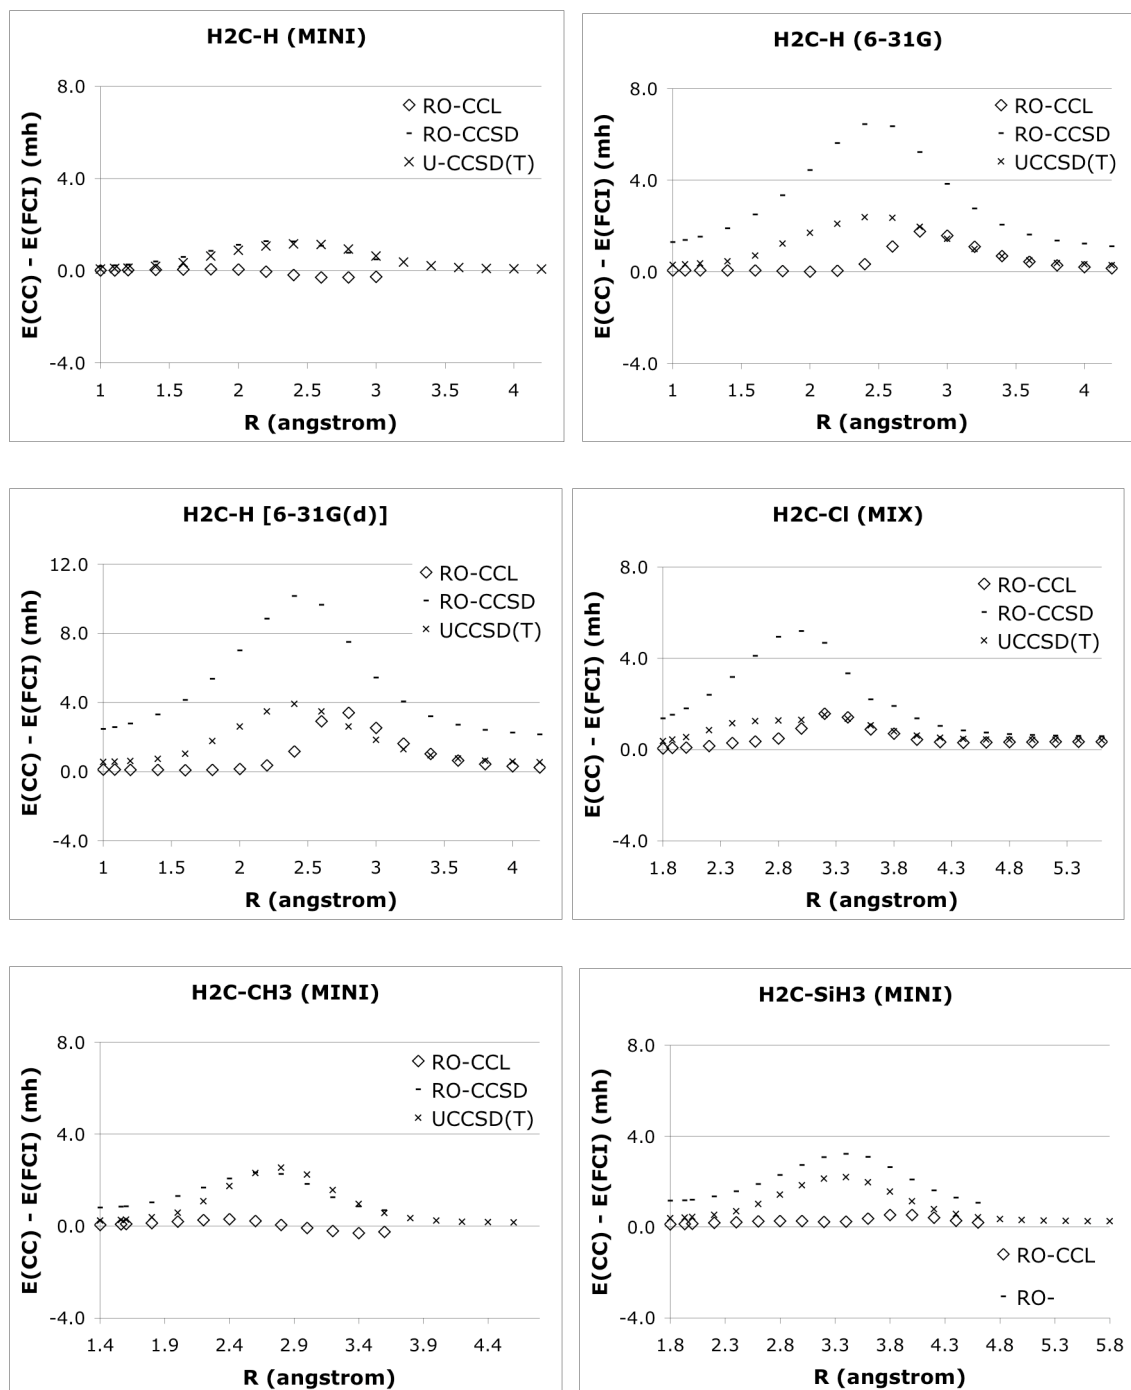 H2C-H (MINI)
8.0
4.0
0.0
-4.0
E(CC) - E(FCI) (mh)
RO-CCL
RO-CCSD
U-CCSD(T)
1 1.5 2 2.5 3 3.5 4
R (angstrom)
H2C-H (6-31G)
8.0
4.0
0.0
-4.0
E(CC) - E(FCI) (mh)
RO-CCL
RO-CCSD
UCCSD(T)
1 1.5 2 2.5 3 3.5 4
R (angstrom)
H2C-H [6-31G(d)]
12.0
8.0
4.0
0.0
-4.0
E(CC) - E(FCI) (mh)
RO-CCL
RO-CCSD
UCCSD(T)
1 1.5 2 2.5 3 3.5 4
R (angstrom)
H2C-Cl (MIX)
8.0
4.0
0.0
-4.0
E(CC) - E(FCI) (mh)
RO-CCL
RO-CCSD
UCCSD(T)
1.8 2.3 2.8 3.3 3.8 4.3 4.8 5.3
R (angstrom)
H2C-CH3 (MINI)
8.0
4.0
0.0
-4.0
E(CC) - E(FCI) (mh)
RO-CCL
RO-CCSD
UCCSD(T)
1.4 1.9 2.4 2.9 3.4 3.9 4.4
R (angstrom)
H2C-SiH3 (MINI)
8.0
4.0
0.0
-4.0
E(CC) - E(FCI) (mh)
RO-CCL
RO-
1.8 2.3 2.8 3.3 3.8 4.3 4.8 5.3 5.8
R (angstrom)